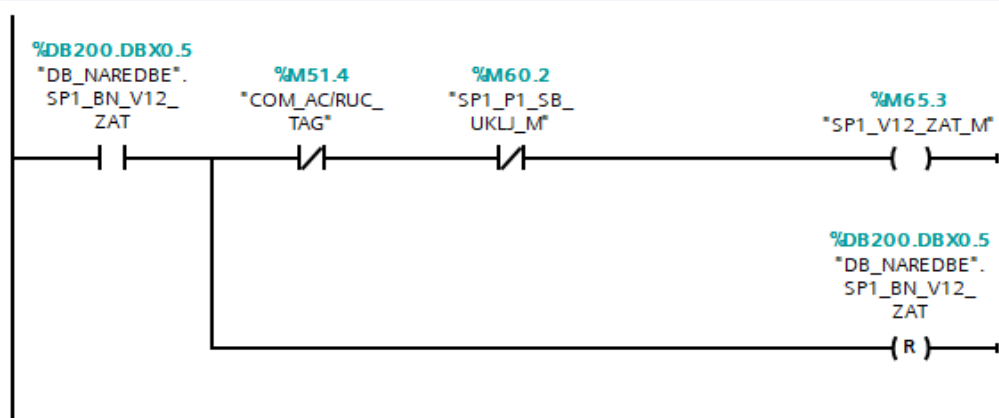 %DB200.DBX0.5
"DB_NAREDBE".
SP1_BN_V12_
ZAT
%M51.4
"COM_AC/RUC_
TAG"
%M60.2
"SP1_P1_SB_
UKLJ_M"
%M65.3
"SP1_V12_ZAT_M"
%DB200.DBX0.5
"DB_NAREDBE".
SP1_BN_V12_
ZAT
R